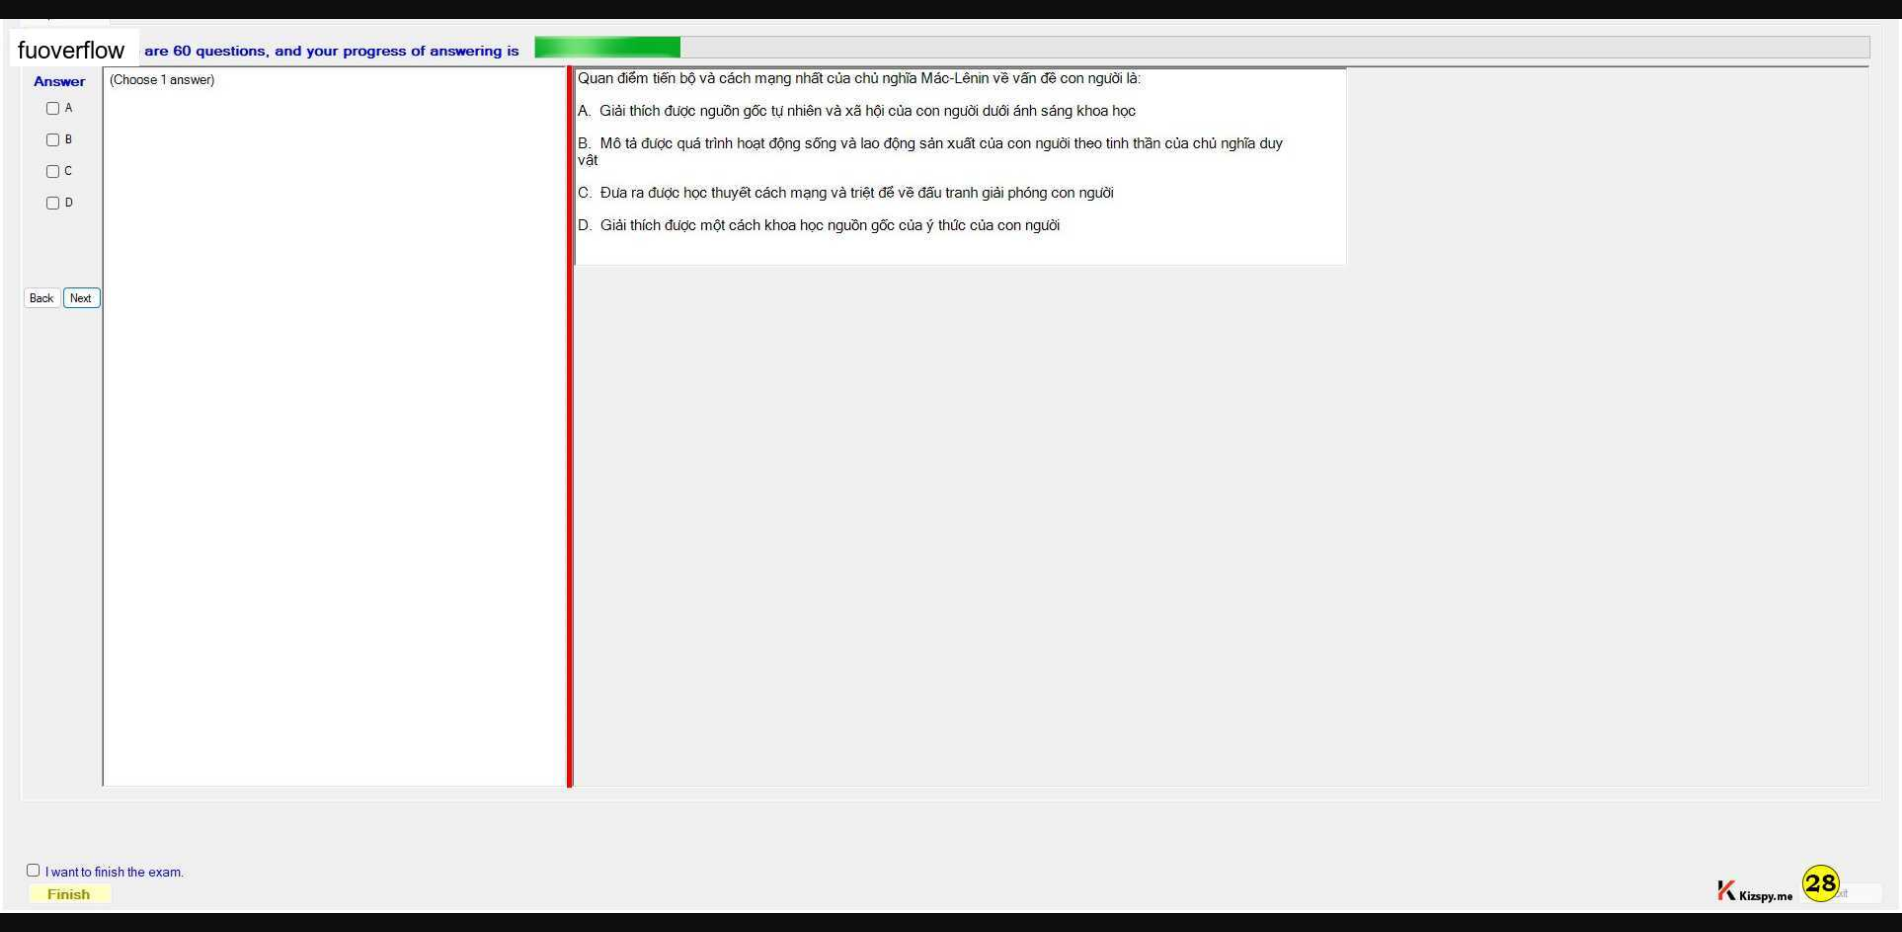 fuoverflow are 60 questions, and your progress of answering is
Answer
(Choose 1 answer)
A
B
C
D
Back Next
Quan điểm tiến bộ và cách mạng nhất của chủ nghĩa Mác-Lênin về vấn đề con người là:
A. Giải thích được nguồn gốc tự nhiên và xã hội của con người dưới ánh sáng khoa học
B. Mô tả được quá trình hoạt động sống và lao động sản xuất của con người theo tinh thần của chủ nghĩa duy
vật
C. Đưa ra được học thuyết cách mạng và triệt để về đấu tranh giải phóng con người
D. Giải thích được một cách khoa học nguồn gốc của ý thức của con người
I want to finish the exam.
Finish
Kizspy.me
28